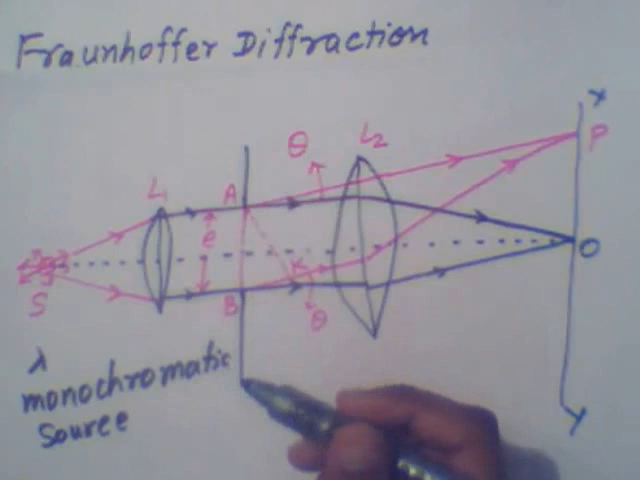 Fraunhoffer Diffraction
X
P
θ
L2
L1
A
e
K
O
S
B
θ
λ
monochromatic
Source
Y